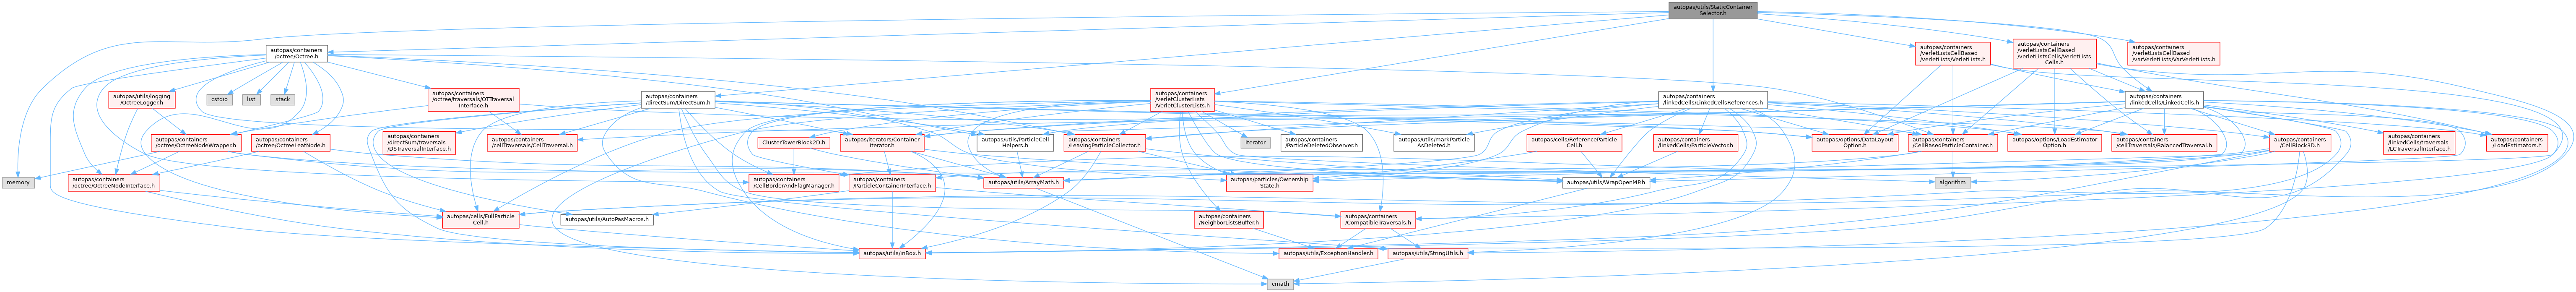 autopas/utils/StaticContainer
Selector.h
autopas/containers
/octree/Octree.h
autopas/containers
/verletListsCellBased
/verletLists/VerletLists.h
autopas/containers
/verletListsCellBased
/verletListsCells/VerletLists
Cells.h
autopas/containers
/verletListsCellBased
/varVerletLists/VarVerletLists.h
autopas/utils/logging
/OctreeLogger.h
cstdio
list
stack
autopas/containers
/octree/traversals/OTTraversal
Interface.h
autopas/containers
/directSum/DirectSum.h
autopas/containers
/verletClusterLists
/VerletClusterLists.h
autopas/containers
/linkedCells/LinkedCellsReferences.h
autopas/containers
/linkedCells/LinkedCells.h
autopas/containers
/octree/OctreeNodeWrapper.h
autopas/containers
/octree/OctreeLeafNode.h
autopas/containers
/directSum/traversals
/DSTraversalInterface.h
autopas/containers
/cellTraversals/CellTraversal.h
ClusterTowerBlock2D.h
autopas/iterators/Container
Iterator.h
autopas/utils/ParticleCell
Helpers.h
autopas/containers
/LeavingParticleCollector.h
iterator
autopas/containers
/ParticleDeletedObserver.h
autopas/utils/markParticle
AsDeleted.h
autopas/cells/ReferenceParticle
Cell.h
autopas/containers
/linkedCells/ParticleVector.h
autopas/options/DataLayout
Option.h
autopas/containers
/CellBasedParticleContainer.h
autopas/options/LoadEstimator
Option.h
autopas/containers
/cellTraversals/BalancedTraversal.h
autopas/containers
/CellBlock3D.h
autopas/containers
/linkedCells/traversals
/LCTraversalInterface.h
autopas/containers
/LoadEstimators.h
memory
autopas/containers
/octree/OctreeNodeInterface.h
autopas/containers
/CellBorderAndFlagManager.h
autopas/containers
/ParticleContainerInterface.h
autopas/utils/ArrayMath.h
autopas/particles/Ownership
State.h
autopas/utils/WrapOpenMP.h
algorithm
autopas/cells/FullParticle
Cell.h
autopas/utils/AutoPasMacros.h
autopas/containers
/NeighborListsBuffer.h
autopas/containers
/CompatibleTraversals.h
autopas/utils/inBox.h
autopas/utils/ExceptionHandler.h
autopas/utils/StringUtils.h
cmath